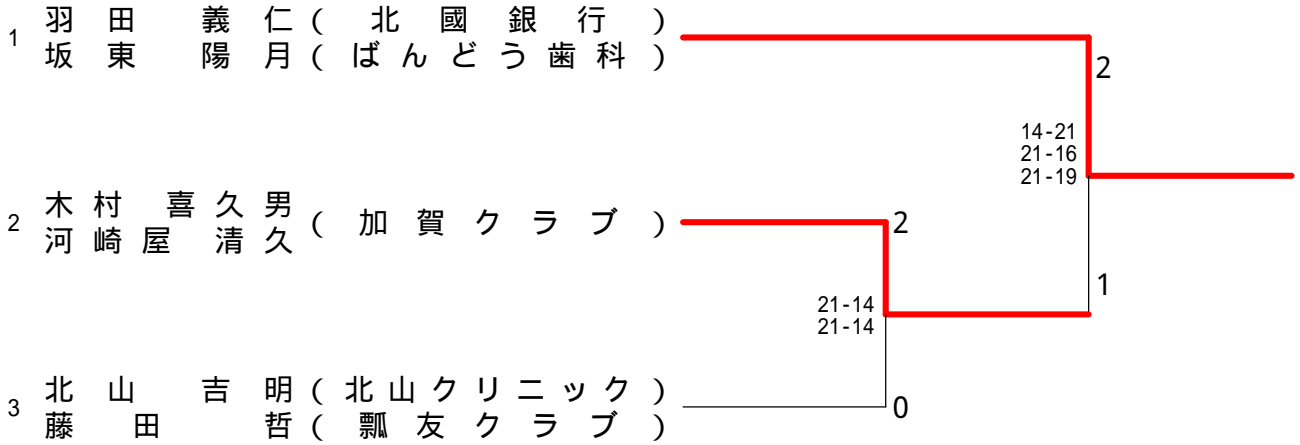 1 羽田 義仁 ( 北國銀行 )
坂東 陽月 ( ばんどう歯科 )
2
14-21
21-16
21-19
2 木村 喜久男 ( 加賀クラブ )
河崎屋 清久
2
1
21-14
21-14
3 北山 吉明 ( 北山クリニック )
藤田 哲 ( 瓢友クラブ )
0